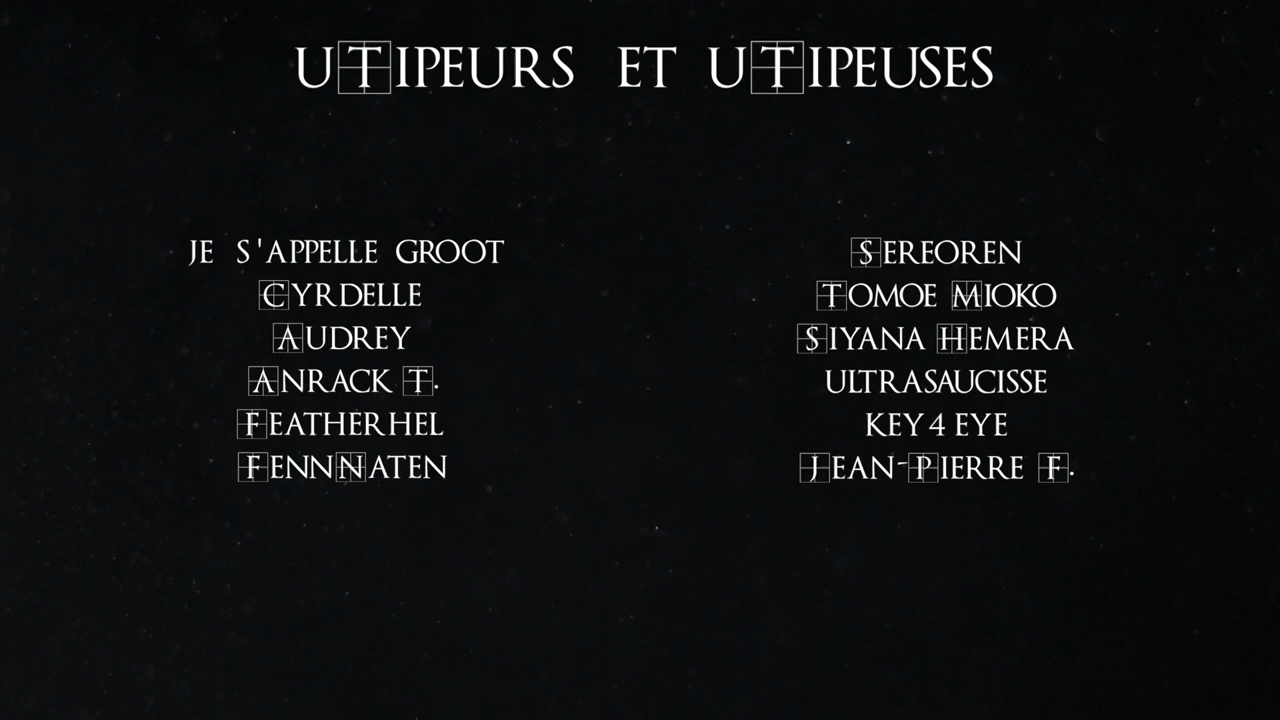 uTipeurs et uTipeuses
je s'appelle groot
Cyrdelle
Audrey
Anrack T.
Featherhel
FennNaten
Sereoren
Tomoe Mioko
Siyana Hemera
ultrasaucisse
key4eye
Jean-Pierre F.